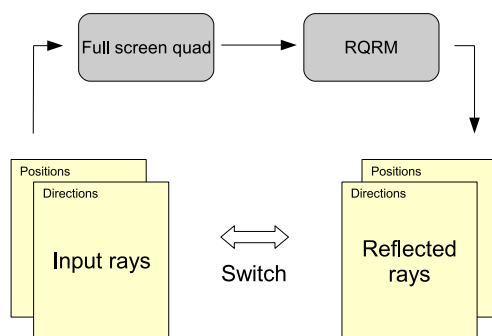 Full screen quad
RQRM
Positions
Directions
Input rays
Switch
Positions
Directions
Reflected
rays